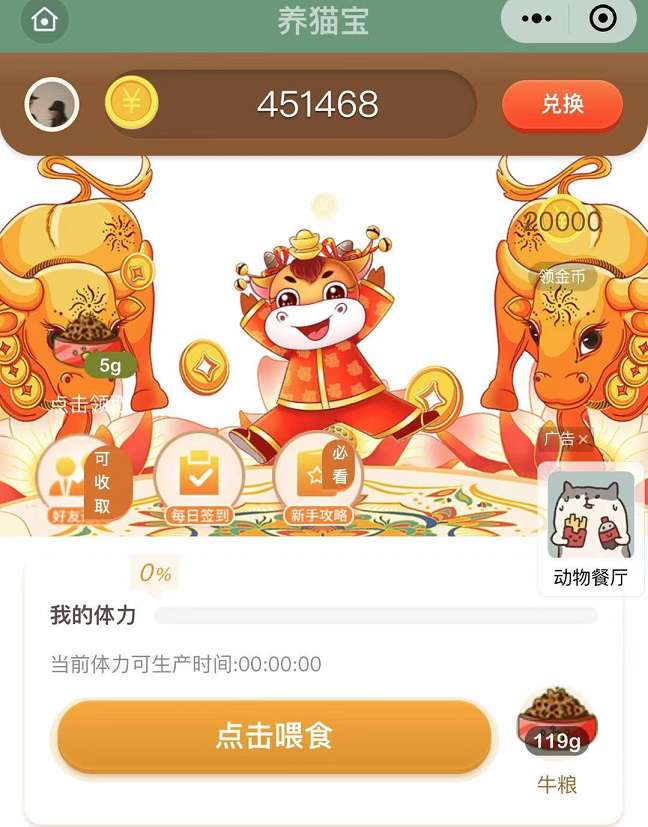 养猫宝
451468
兑换
20000
领金币
5g
点击领取
广告×
可收取
必看
好友
每日签到
新手攻略
动物餐厅
0%
我的体力
当前体力可生产时间:00:00:00
点击喂食
119g
牛粮